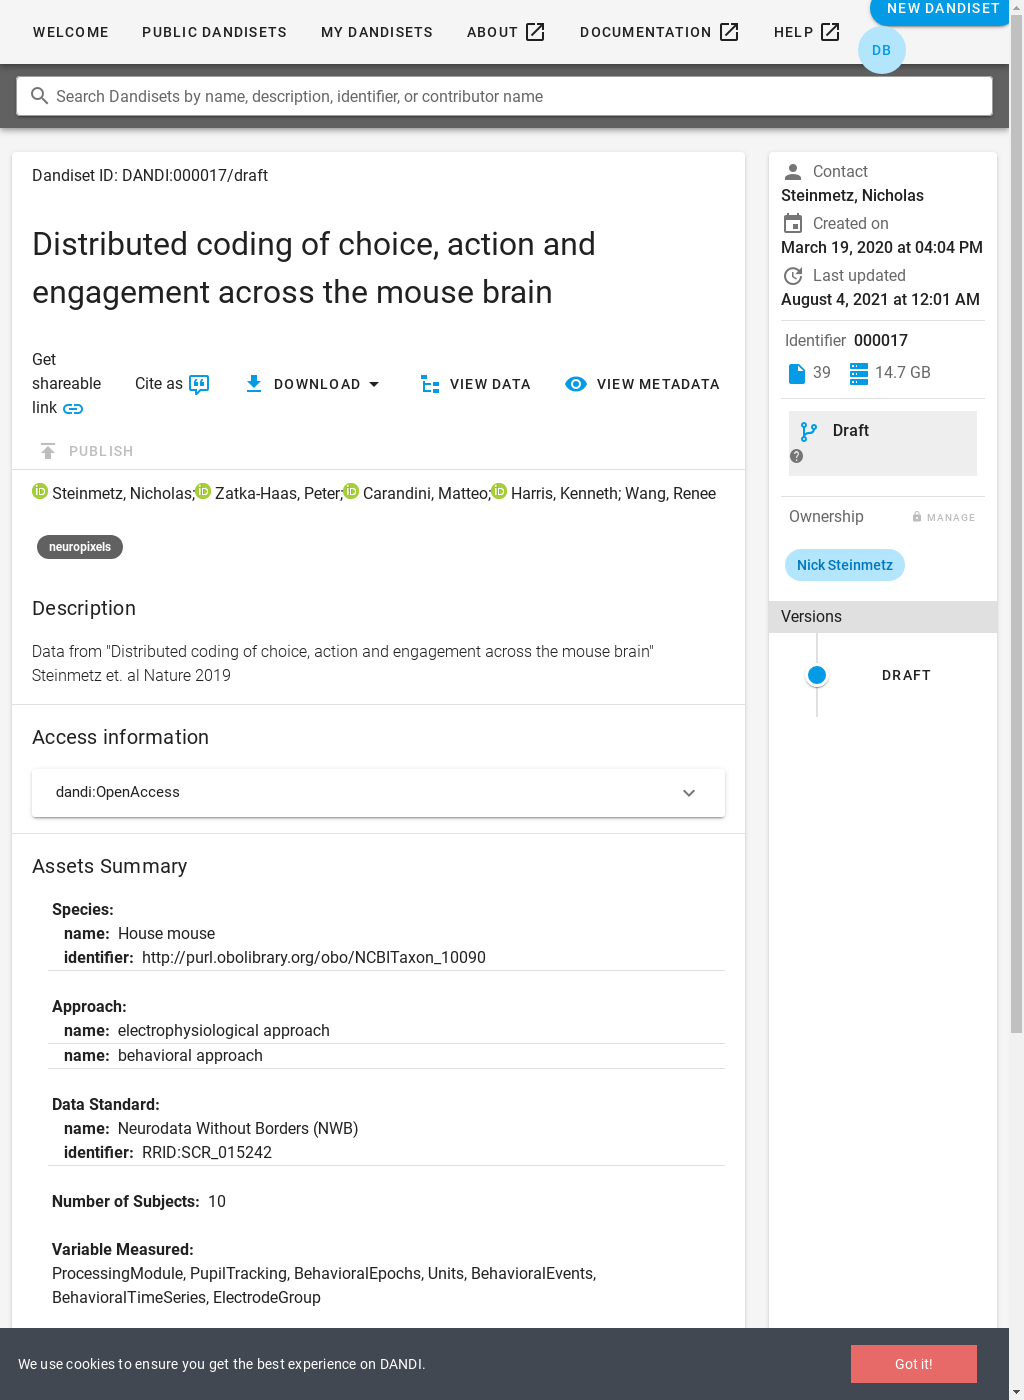 WELCOME PUBLIC DANDISETS MY DANDISETS ABOUT DOCUMENTATION HELP NEW DANDISET
DB
Search Dandisets by name, description, identifier, or contributor name
Dandiset ID: DANDI:000017/draft
Distributed coding of choice, action and
engagement across the mouse brain
Get
shareable
link
Cite as
DOWNLOAD
VIEW DATA
VIEW METADATA
PUBLISH
iD Steinmetz, Nicholas; iD Zatka-Haas, Peter; iD Carandini, Matteo; iD Harris, Kenneth; Wang, Renee
neuropixels
Description
Data from "Distributed coding of choice, action and engagement across the mouse brain"
Steinmetz et. al Nature 2019
Access information
dandi:OpenAccess
Assets Summary
Species:
name: House mouse
identifier: http://purl.obolibrary.org/obo/NCBITaxon_10090
Approach:
name: electrophysiological approach
name: behavioral approach
Data Standard:
name: Neurodata Without Borders (NWB)
identifier: RRID:SCR_015242
Number of Subjects: 10
Variable Measured:
ProcessingModule, PupilTracking, BehavioralEpochs, Units, BehavioralEvents,
BehavioralTimeSeries, ElectrodeGroup
Contact
Steinmetz, Nicholas
Created on
March 19, 2020 at 04:04 PM
Last updated
August 4, 2021 at 12:01 AM
Identifier 000017
39 14.7 GB
Draft
?
Ownership MANAGE
Nick Steinmetz
Versions
DRAFT
We use cookies to ensure you get the best experience on DANDI.
Got it!